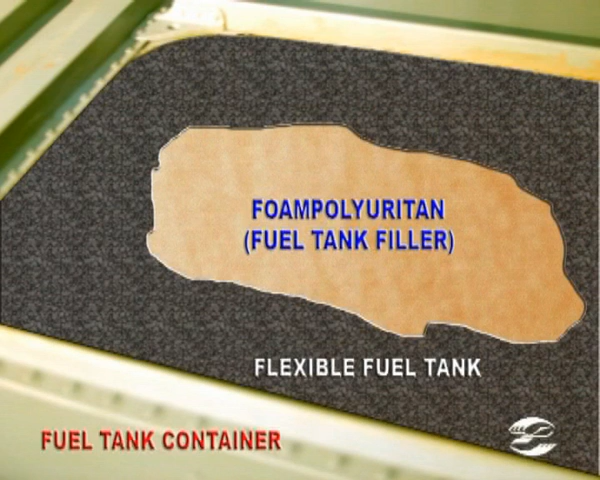 FOAMPOLYURITAN
(FUEL TANK FILLER)
FLEXIBLE FUEL TANK
FUEL TANK CONTAINER